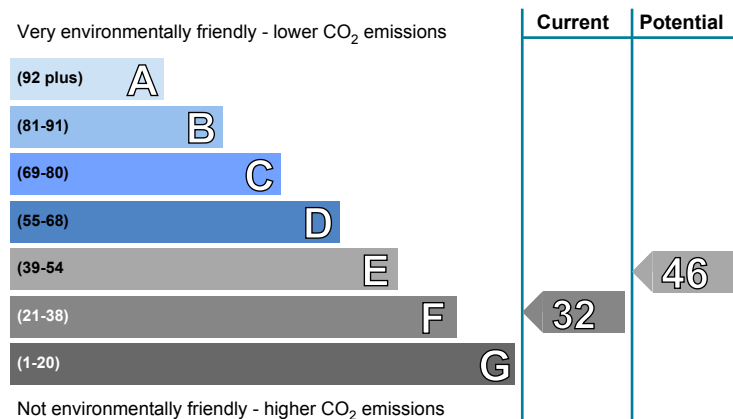 Current Potential
Very environmentally friendly - lower CO₂ emissions
(92 plus) A
(81-91) B
(69-80) C
(55-68) D
(39-54 E
46
(21-38) F
32
(1-20) G
Not environmentally friendly - higher CO₂ emissions